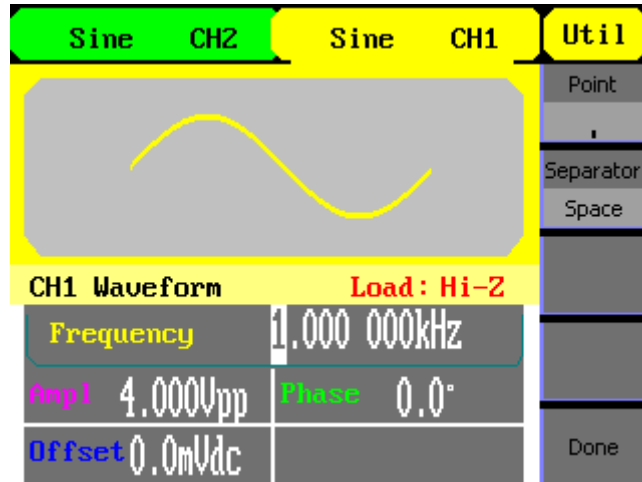 Sine CH2 Sine CH1 Util
Point
.
Separator
Space
CH1 Waveform Load: Hi-Z
Frequency 1.000 000kHz
Ampl 4.000Vpp Phase 0.0°
Offset 0.0mVdc
Done